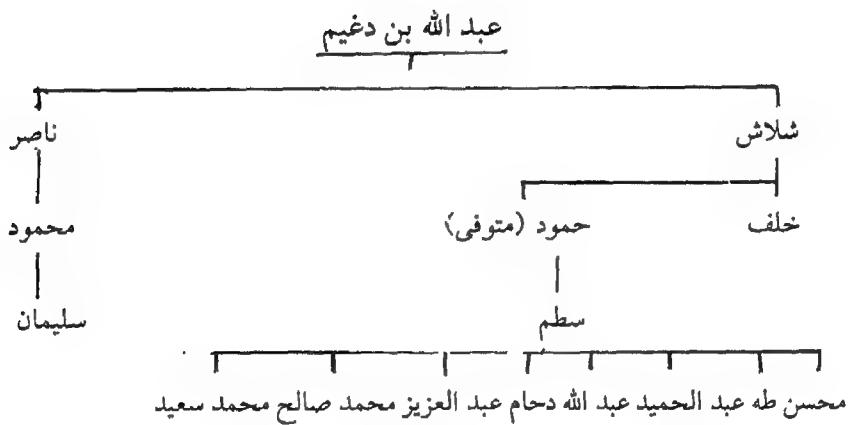 عبد الله بن دغيم
شلاش ناصر
خلف حمود (متوفى) محمود
سطم سليمان
محسن طه عبد الحميد عبد الله دحام عبد العزيز محمد صالح محمد سعيد